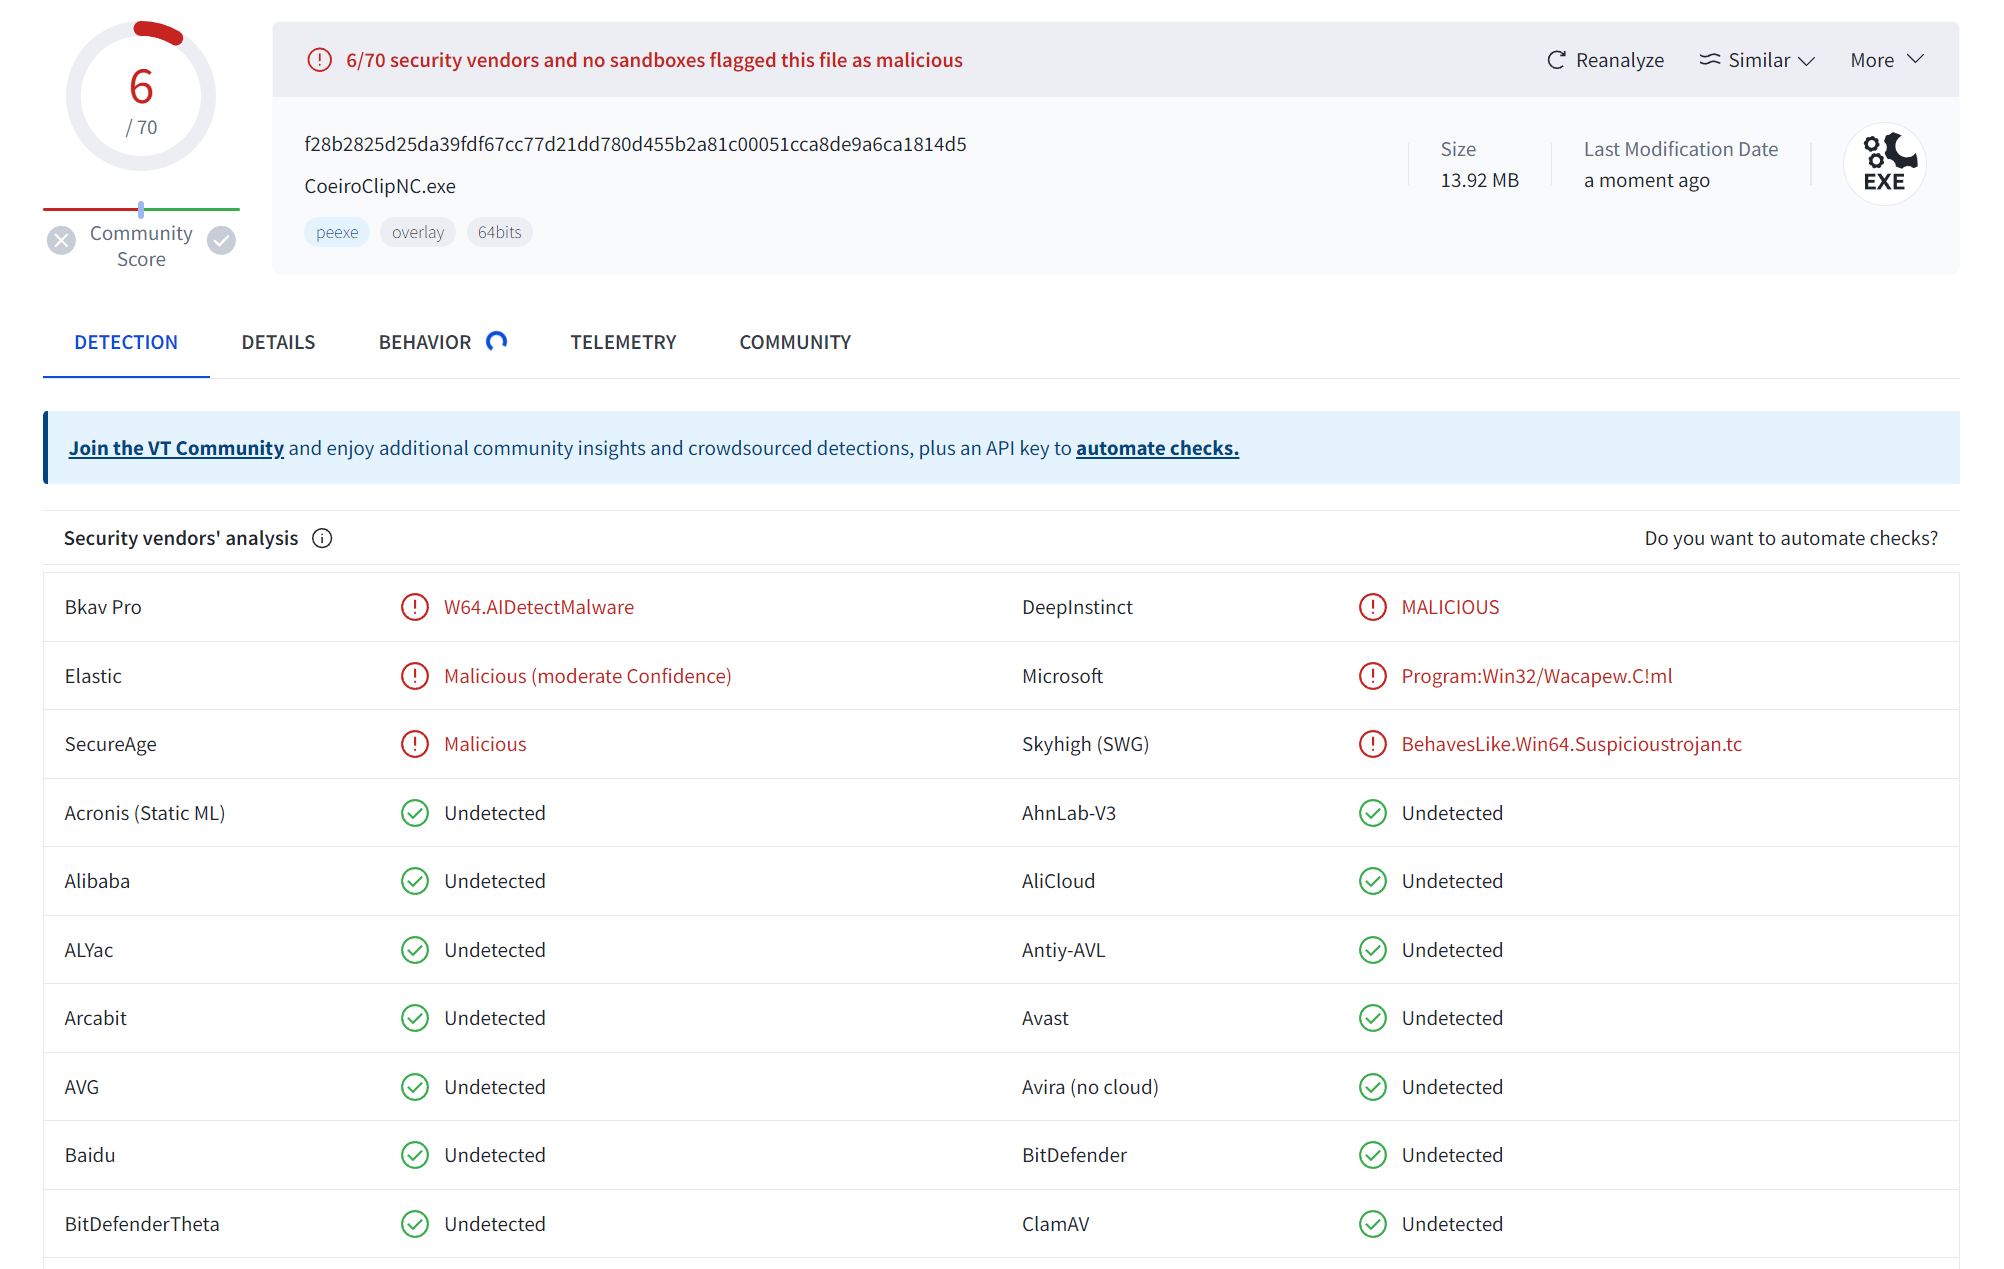 6
/ 70
Community
Score
6/70 security vendors and no sandboxes flagged this file as malicious
Reanalyze
Similar
More
f28b2825d25da39fdf67cc77d21dd780d455b2a81c00051cca8de9a6ca1814d5
CoeiroClipNC.exe
peexe
overlay
64bits
Size
13.92 MB
Last Modification Date
a moment ago
EXE
DETECTION
DETAILS
BEHAVIOR
TELEMETRY
COMMUNITY
Join the VT Community and enjoy additional community insights and crowdsourced detections, plus an API key to automate checks.
Security vendors' analysis
Do you want to automate checks?
Bkav Pro W64.AIDetectMalware DeepInstinct MALICIOUS
Elastic Malicious (moderate Confidence) Microsoft Program:Win32/Wacapew.C!ml
SecureAge Malicious Skyhigh (SWG) BehavesLike.Win64.Suspicioustrojan.tc
Acronis (Static ML) Undetected AhnLab-V3 Undetected
Alibaba Undetected AliCloud Undetected
ALYac Undetected Antiy-AVL Undetected
Arcabit Undetected Avast Undetected
AVG Undetected Avira (no cloud) Undetected
Baidu Undetected BitDefender Undetected
BitDefenderTheta Undetected ClamAV Undetected